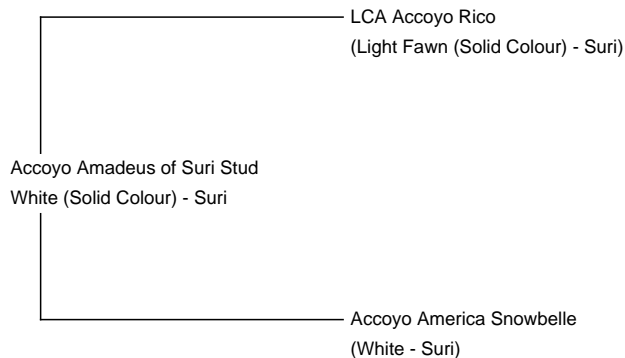 LCA Accoyo Rico
(Light Fawn (Solid Colour) - Suri)
Accoyo Amadeus of Suri Stud
White (Solid Colour) - Suri
Accoyo America Snowbelle
(White - Suri)